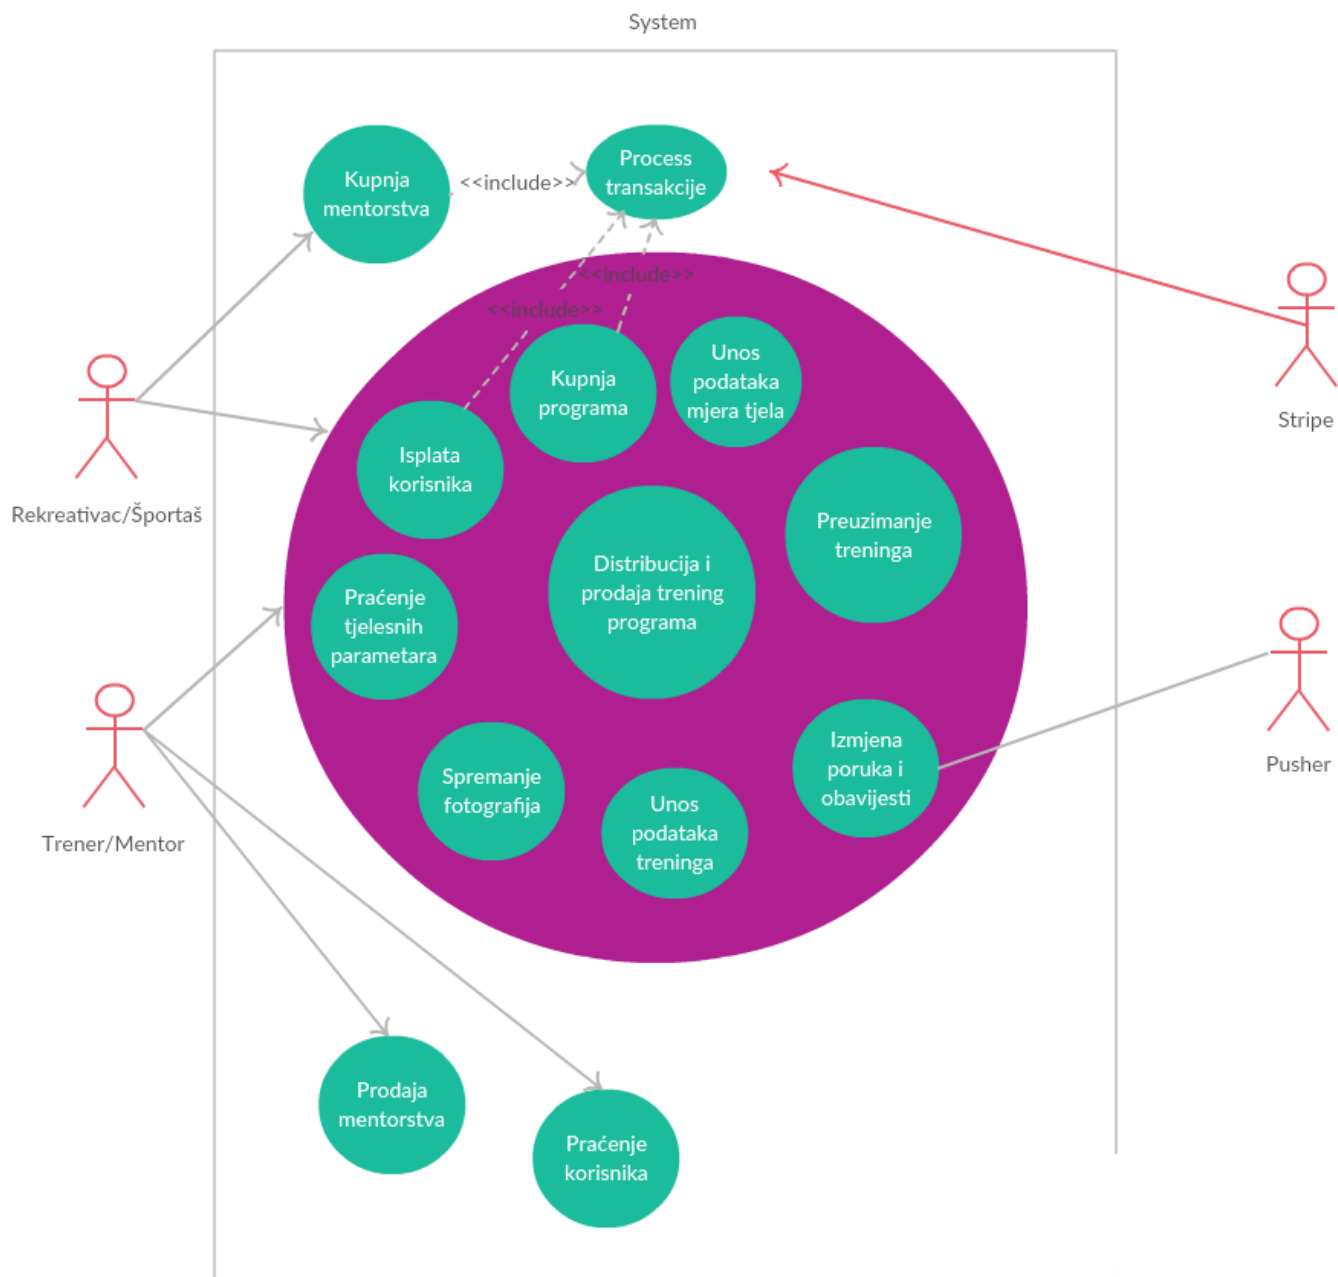 System
Kupnja
mentorstva
<<include>>
Process
transakcije
<<include>>
<<include>>
Kupnja
programa
Unos
podataka
mjera tjela
Isplata
korisnika
Stripe
Rekreativac/Športaš
Preuzimanje
treninga
Distribucija i
prodaja trening
programa
Praćenje
tjelesnih
parametara
Izmjena
poruka i
obavijesti
Pusher
Spremanje
fotografija
Unos
podataka
treninga
Trener/Mentor
Prodaja
mentorstva
Praćenje
korisnika